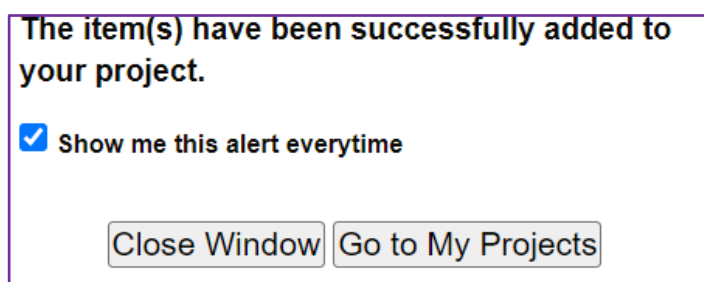 The item(s) have been successfully added to
your project.
Show me this alert everytime
Close Window Go to My Projects